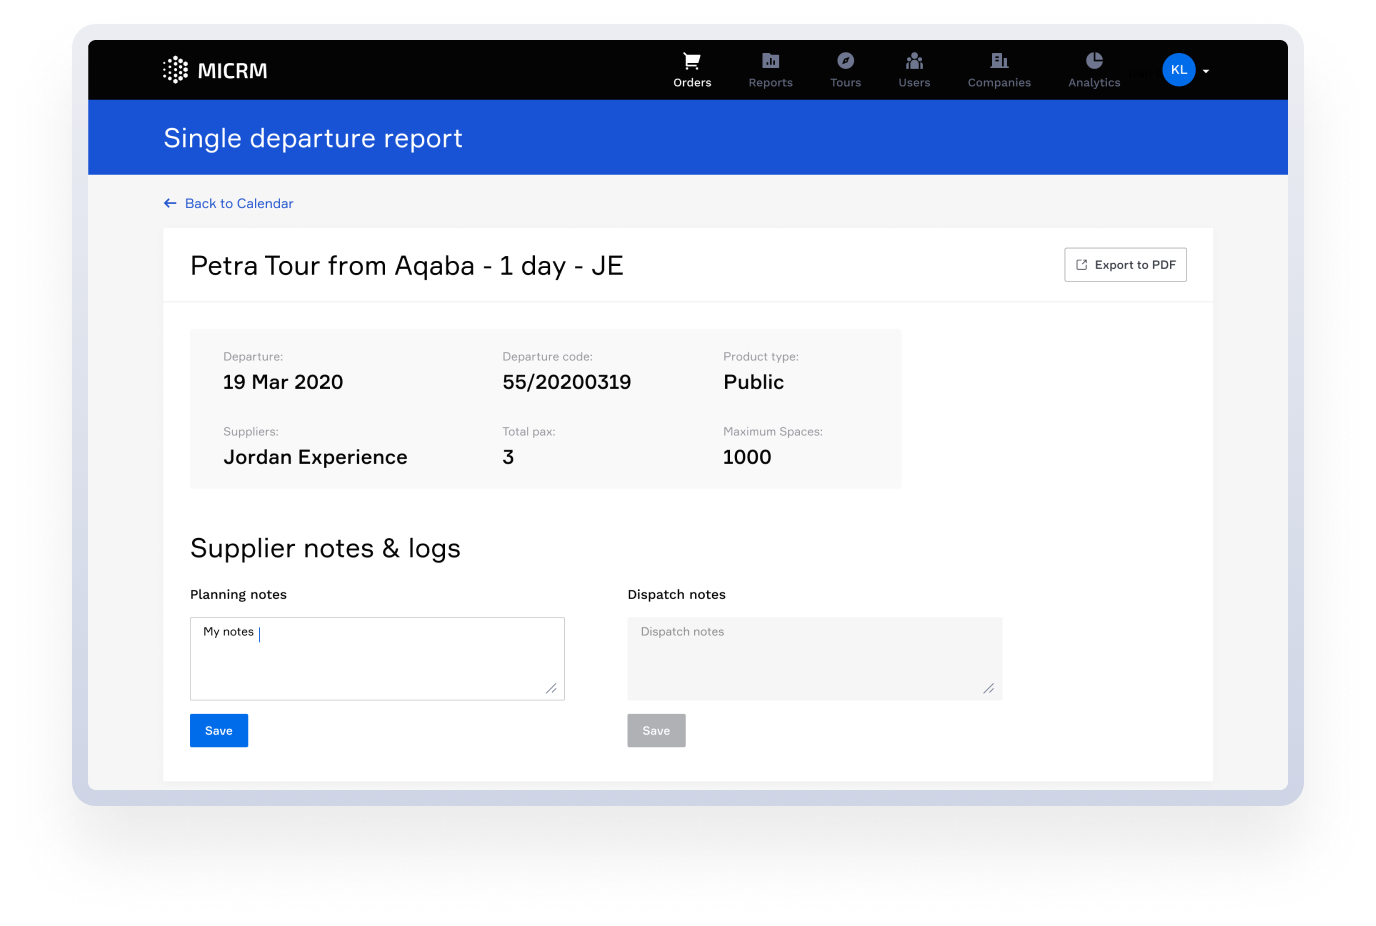 MICRM
Orders
Reports
Tours
Users
Companies
Analytics
KL
Single departure report
Back to Calendar
Petra Tour from Aqaba - 1 day - JE
Export to PDF
Departure:
Departure code:
Product type:
19 Mar 2020
55/20200319
Public
Suppliers:
Total pax:
Maximum Spaces:
Jordan Experience
3
1000
Supplier notes & logs
Planning notes
Dispatch notes
My notes
Dispatch notes
Save
Save